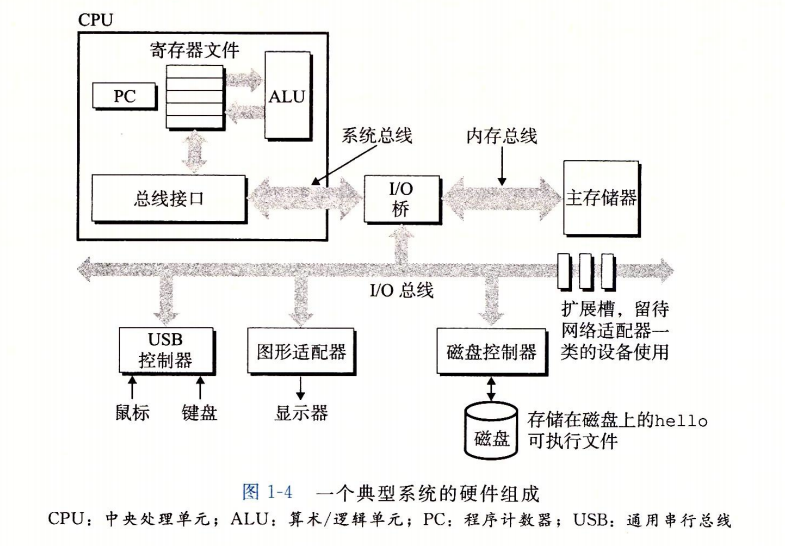 CPU
寄存器文件
PC
ALU
系统总线
内存总线
总线接口
I/O
桥
主存储器
I/O 总线
扩展槽，留待
网络适配器一
类的设备使用
USB
控制器
图形适配器
磁盘控制器
鼠标
键盘
显示器
磁盘
存储在磁盘上的hello
可执行文件
图 1-4 一个典型系统的硬件组成
CPU：中央处理单元；ALU：算术/逻辑单元；PC：程序计数器；USB：通用串行总线